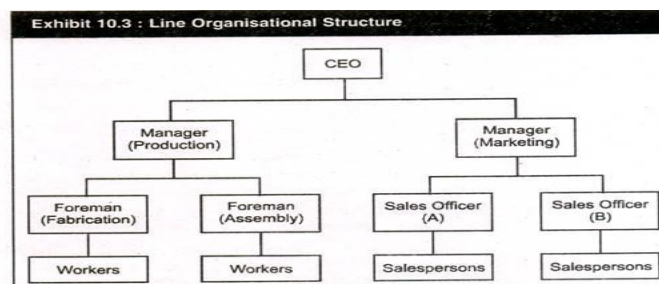 Exhibit 10.3 : Line Organisational Structure
CEO
Manager
(Production)
Manager
(Marketing)
Foreman
(Fabrication)
Foreman
(Assembly)
Sales Officer
(A)
Sales Officer
(B)
Workers
Workers
Salespersons
Salespersons